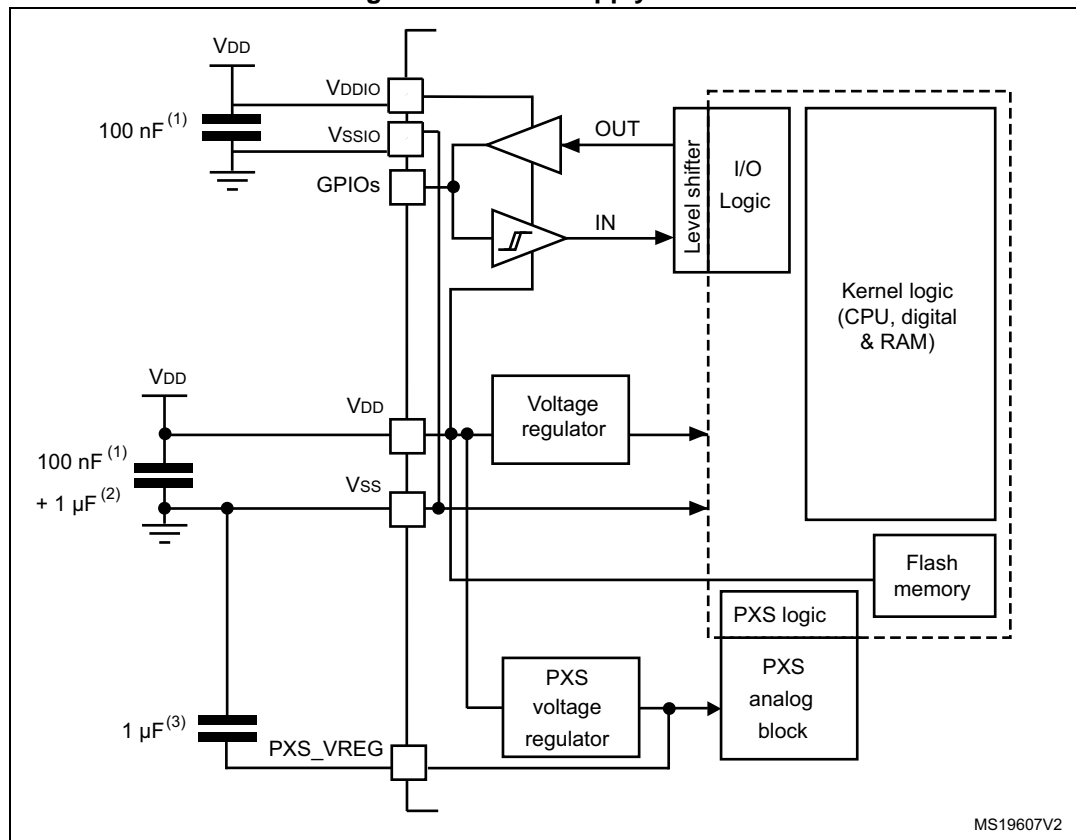 VDD
VDDIO
100 nF(1)
VSSIO
GPIOs
OUT
IN
Level shifter
I/O
Logic
Kernel logic
(CPU, digital
& RAM)
VDD
VDD
Voltage
regulator
100 nF(1)
+ 1 µF(2)
VSS
Flash
memory
PXS logic
PXS
analog
block
PXS
voltage
regulator
1 µF(3)
PXS_VREG
MS19607V2